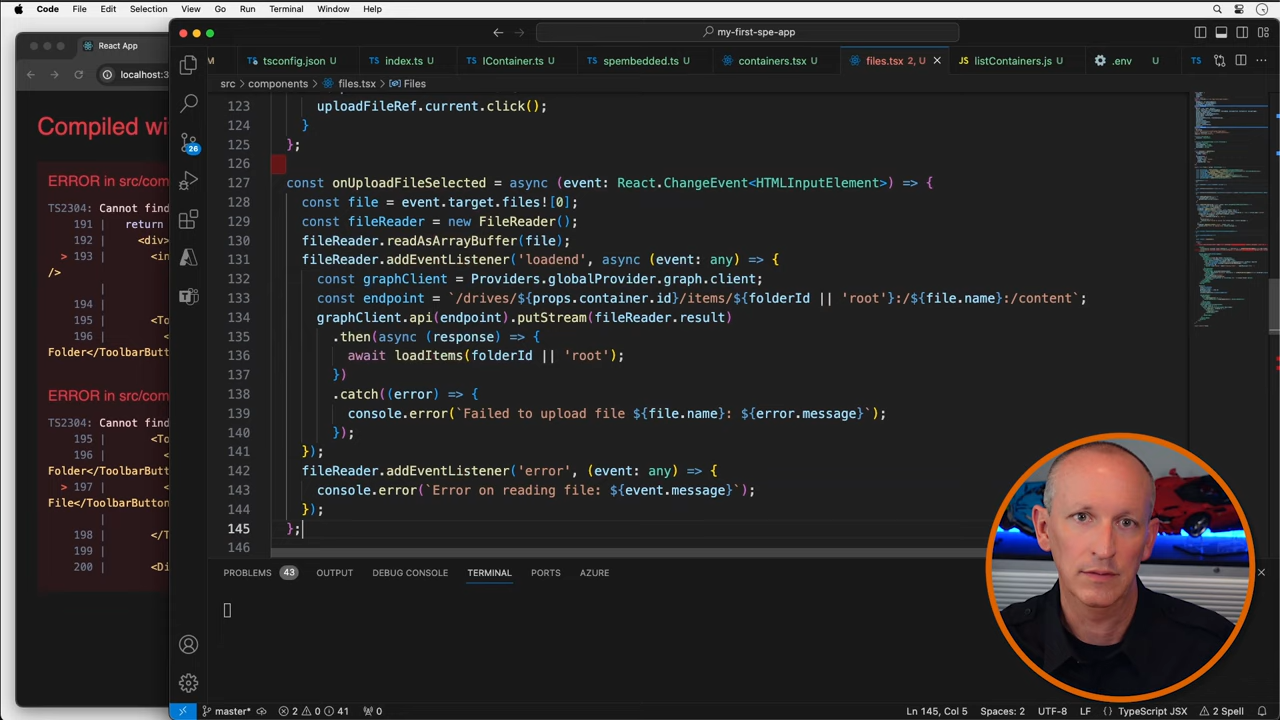 Code File Edit Selection View Go Run Terminal Window Help
my-first-spe-app
React App
M tsconfig.json U index.ts U IContainer.ts U spembedded.ts U containers.tsx U files.tsx 2, U listContainers.js U .env U TS
localhost:3
src components files.tsx Files
Compiled wi
ERROR in src/com
TS2304: Cannot find
191 | return
192 | <div>
> 193 | <in
/>
|
194 |
195 | <To
196 | <
Folder</ToolbarButt
|
ERROR in src/com
TS2304: Cannot find
195 | <To
196 | <
Folder</ToolbarButt
> 197 | <
File</ToolbarButton
|
198 | </T
199 |
200 | <Di
26
123 uploadFileRef.current.click();
124 }
125 };
126
127 const onUploadFileSelected = async (event: React.ChangeEvent<HTMLInputElement>) => {
128 const file = event.target.files![0];
129 const fileReader = new FileReader();
130 fileReader.readAsArrayBuffer(file);
131 fileReader.addEventListener('loadend', async (event: any) => {
132 const graphClient = Providers.globalProvider.graph.client;
133 const endpoint = `/drives/${props.container.id}/items/${folderId || 'root'}:/${file.name}:/content`;
134 graphClient.api(endpoint).putStream(fileReader.result)
135 .then(async (response) => {
136 await loadItems(folderId || 'root');
137 })
138 .catch((error) => {
139 console.error(`Failed to upload file ${file.name}: ${error.message}`);
140 });
141 });
142 fileReader.addEventListener('error', (event: any) => {
143 console.error(`Error on reading file: ${event.message}`);
144 });
145 };
146
PROBLEMS 43 OUTPUT DEBUG CONSOLE TERMINAL PORTS AZURE
master* 2 0 41 0 Ln 145, Col 5 Spaces: 2 UTF-8 LF {} TypeScript JSX 2 Spell